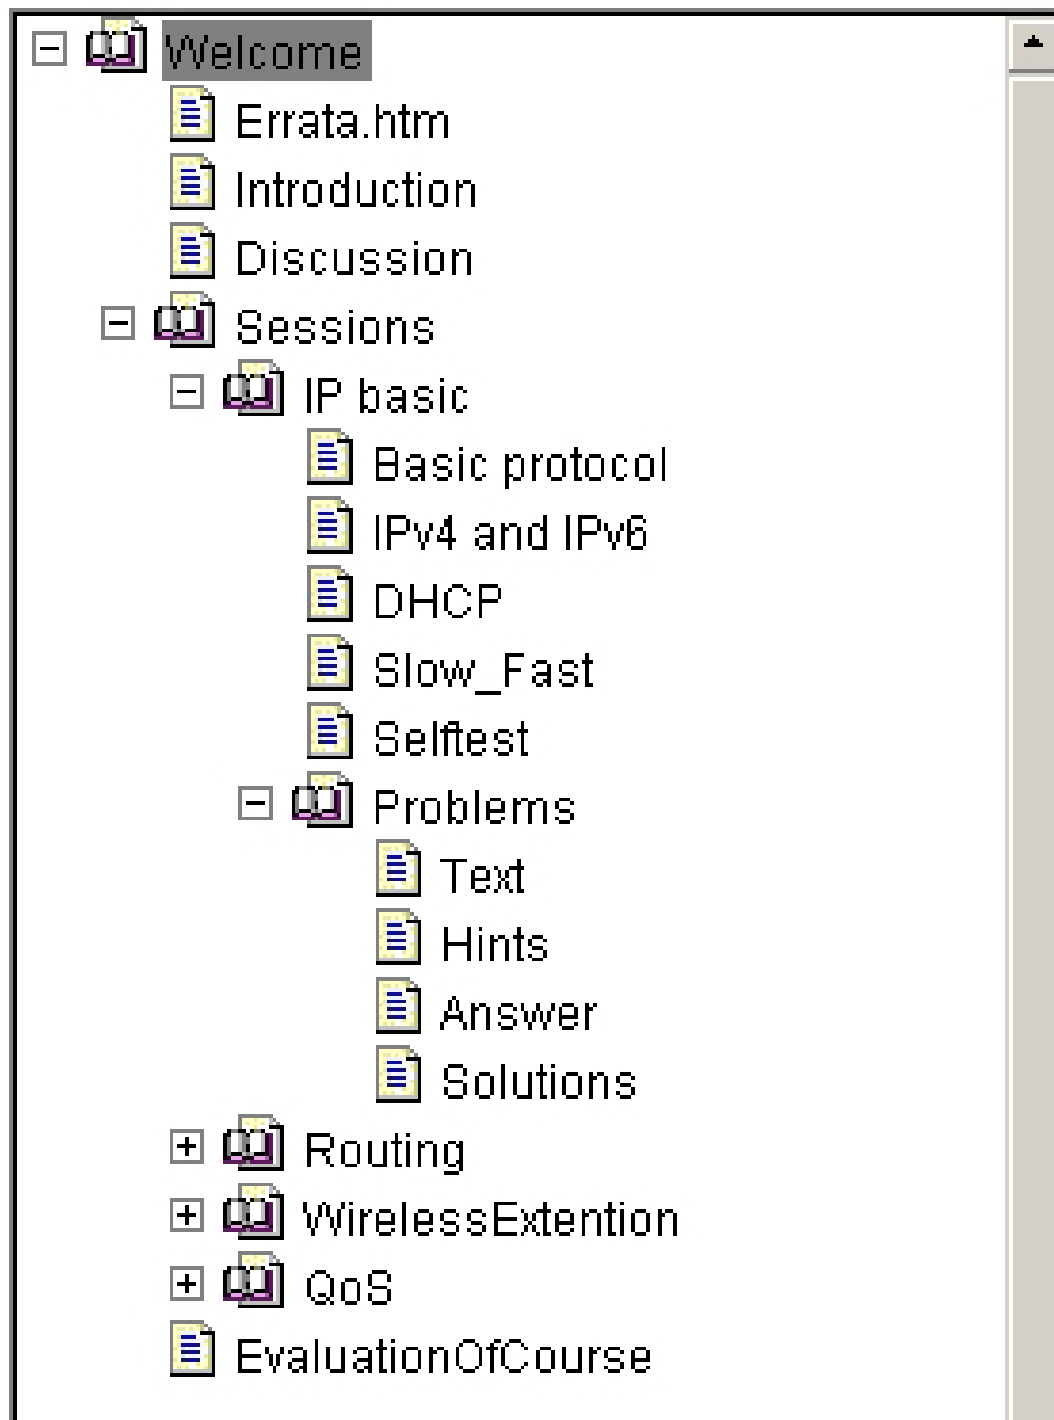 Welcome
Errata.htm
Introduction
Discussion
Sessions
IP basic
Basic protocol
IPv4 and IPv6
DHCP
Slow_Fast
Selftest
Problems
Text
Hints
Answer
Solutions
Routing
WirelessExtention
QoS
EvaluationOfCourse